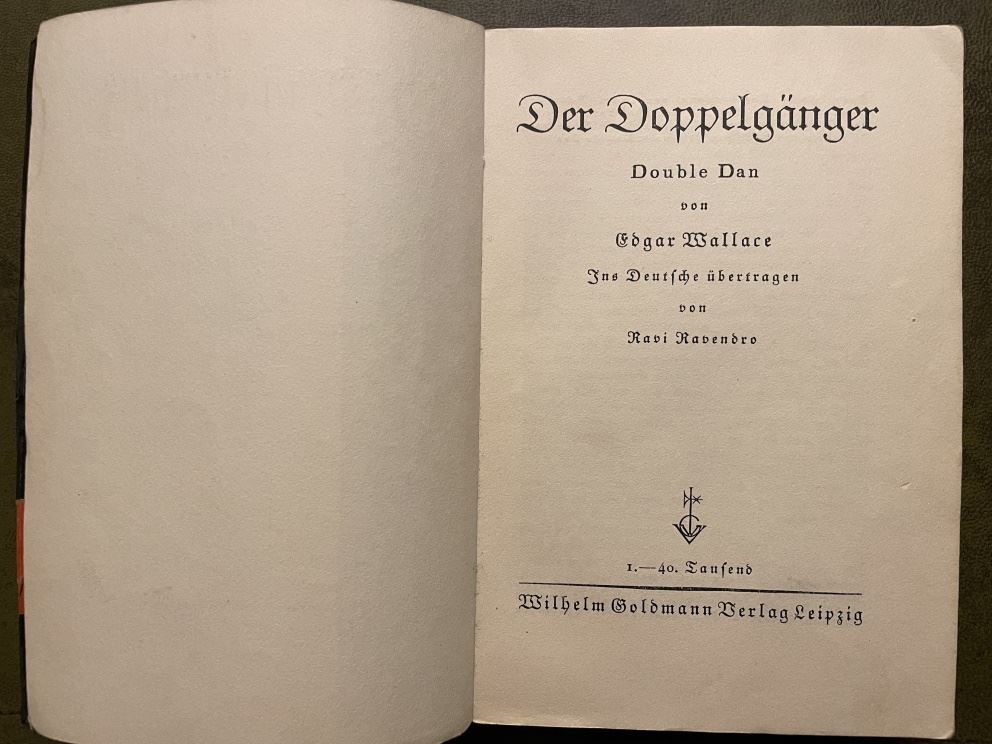 Der Doppelgänger
Double Dan
von
Edgar Wallace
Ins Deutſche übertragen
von
Ravi Ravendro
1.—40. Tauſend
Wilhelm Goldmann Verlag Leipzig